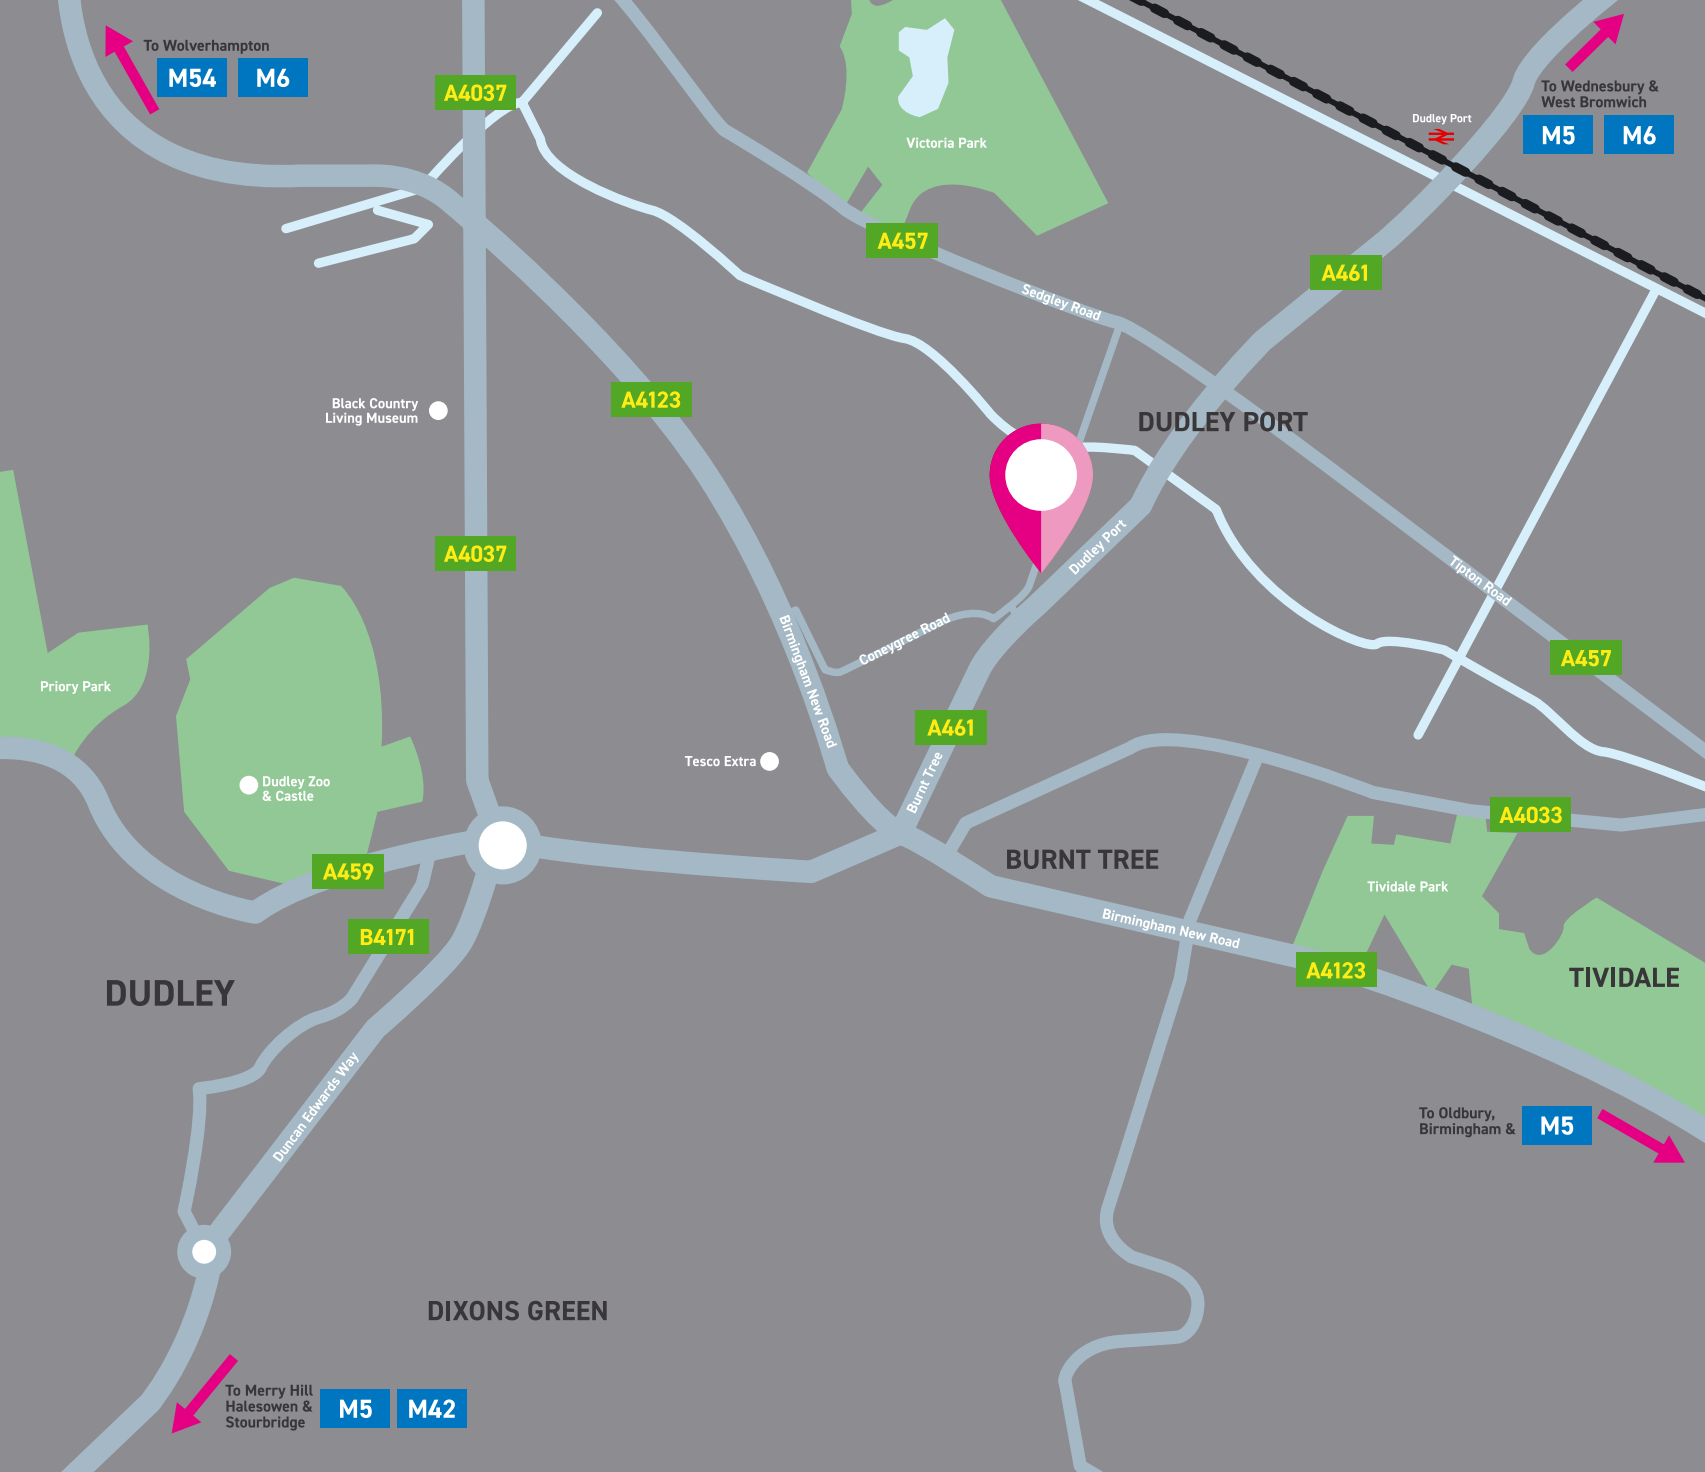 To Wolverhampton
M54 M6
A4037
Victoria Park
Dudley Port
To Wednesbury &
West Bromwich
M5 M6
A457
A461
Sedgley Road
Black Country
Living Museum
A4123
DUDLEY PORT
A4037
Dudley Port
Tipton Road
Birmingham New Road
Coneygree Road
A457
Priory Park
A461
Tesco Extra
Burnt Tree
Dudley Zoo
& Castle
A4033
BURNT TREE
A459
Tividale Park
B4171
Birmingham New Road
A4123
TIVIDALE
DUDLEY
Duncan Edwards Way
To Oldbury,
Birmingham &
M5
DIXONS GREEN
To Merry Hill
Halesowen &
Stourbridge
M5 M42